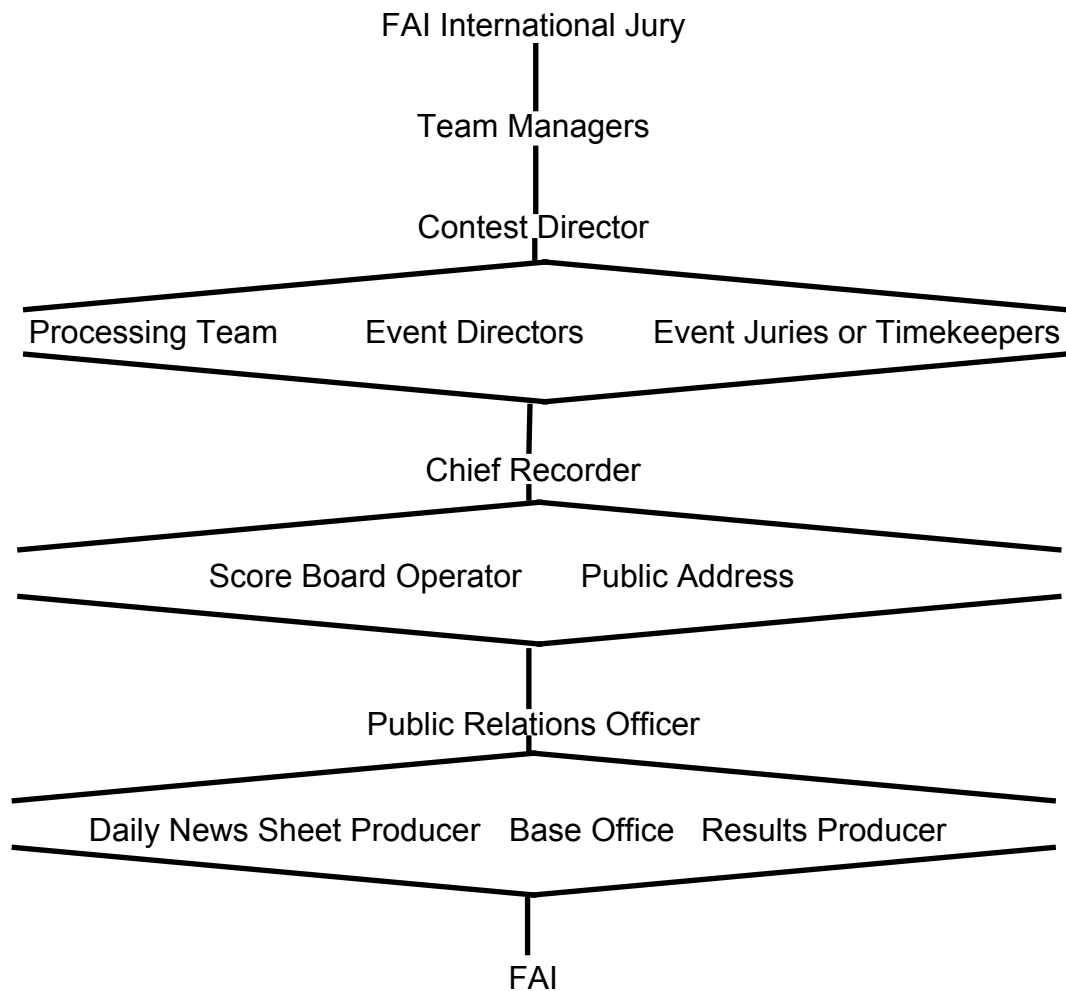 FAI International Jury
Team Managers
Contest Director
Processing Team Event Directors Event Juries or Timekeepers
Chief Recorder
Score Board Operator Public Address
Public Relations Officer
Daily News Sheet Producer Base Office Results Producer
FAI